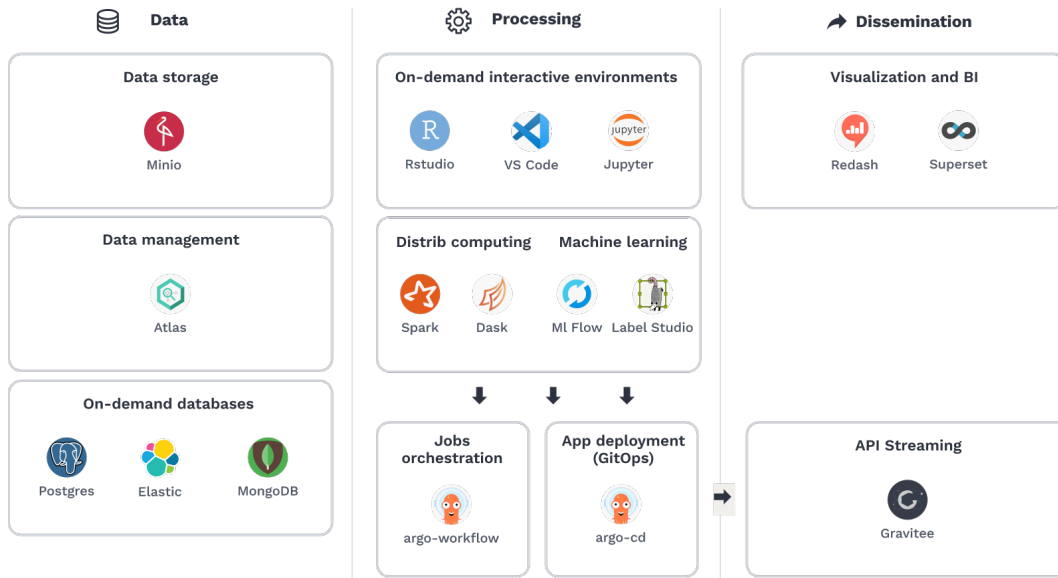 Data
Data storage
Minio
Data management
Atlas
On-demand databases
Postgres
Elastic
MongoDB
Processing
On-demand interactive environments
R
Rstudio
VS Code
jupyter
Jupyter
Distrib computing
Spark
Dask
Machine learning
Ml Flow
Label Studio
Jobs
orchestration
argo-workflow
App deployment
(GitOps)
argo-cd
Dissemination
Visualization and BI
Redash
Superset
API Streaming
Gravitee